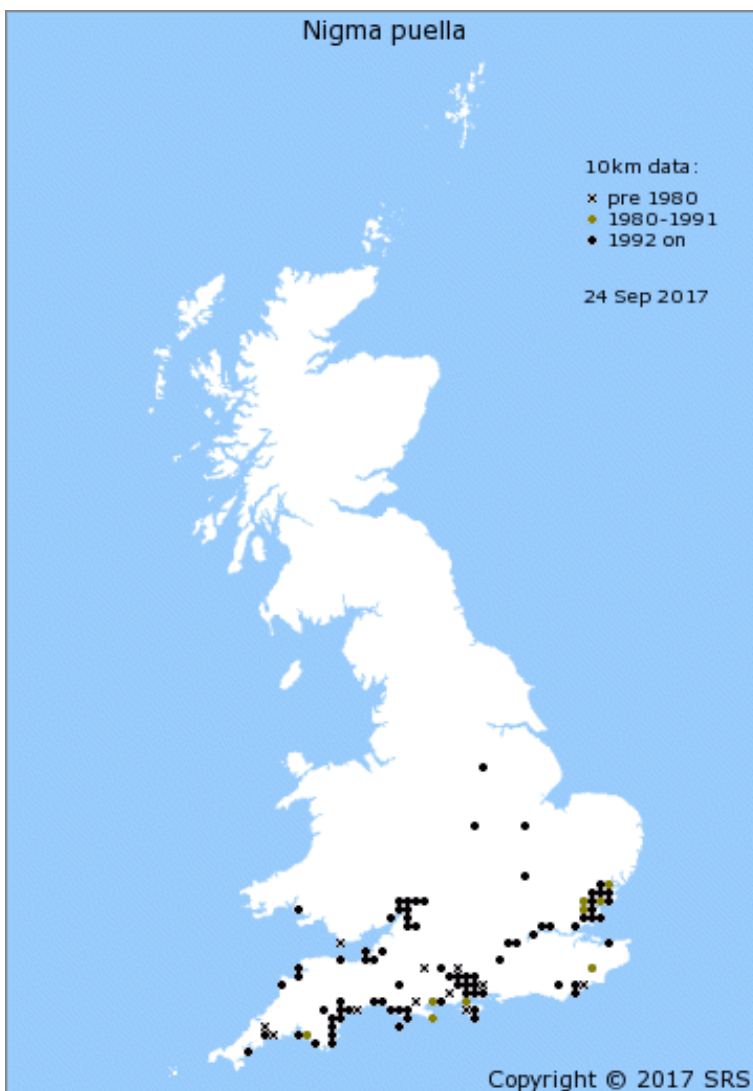 Nigma puella
10km data:
× pre 1980
● 1980-1991
● 1992 on
24 Sep 2017
Copyright © 2017 SRS